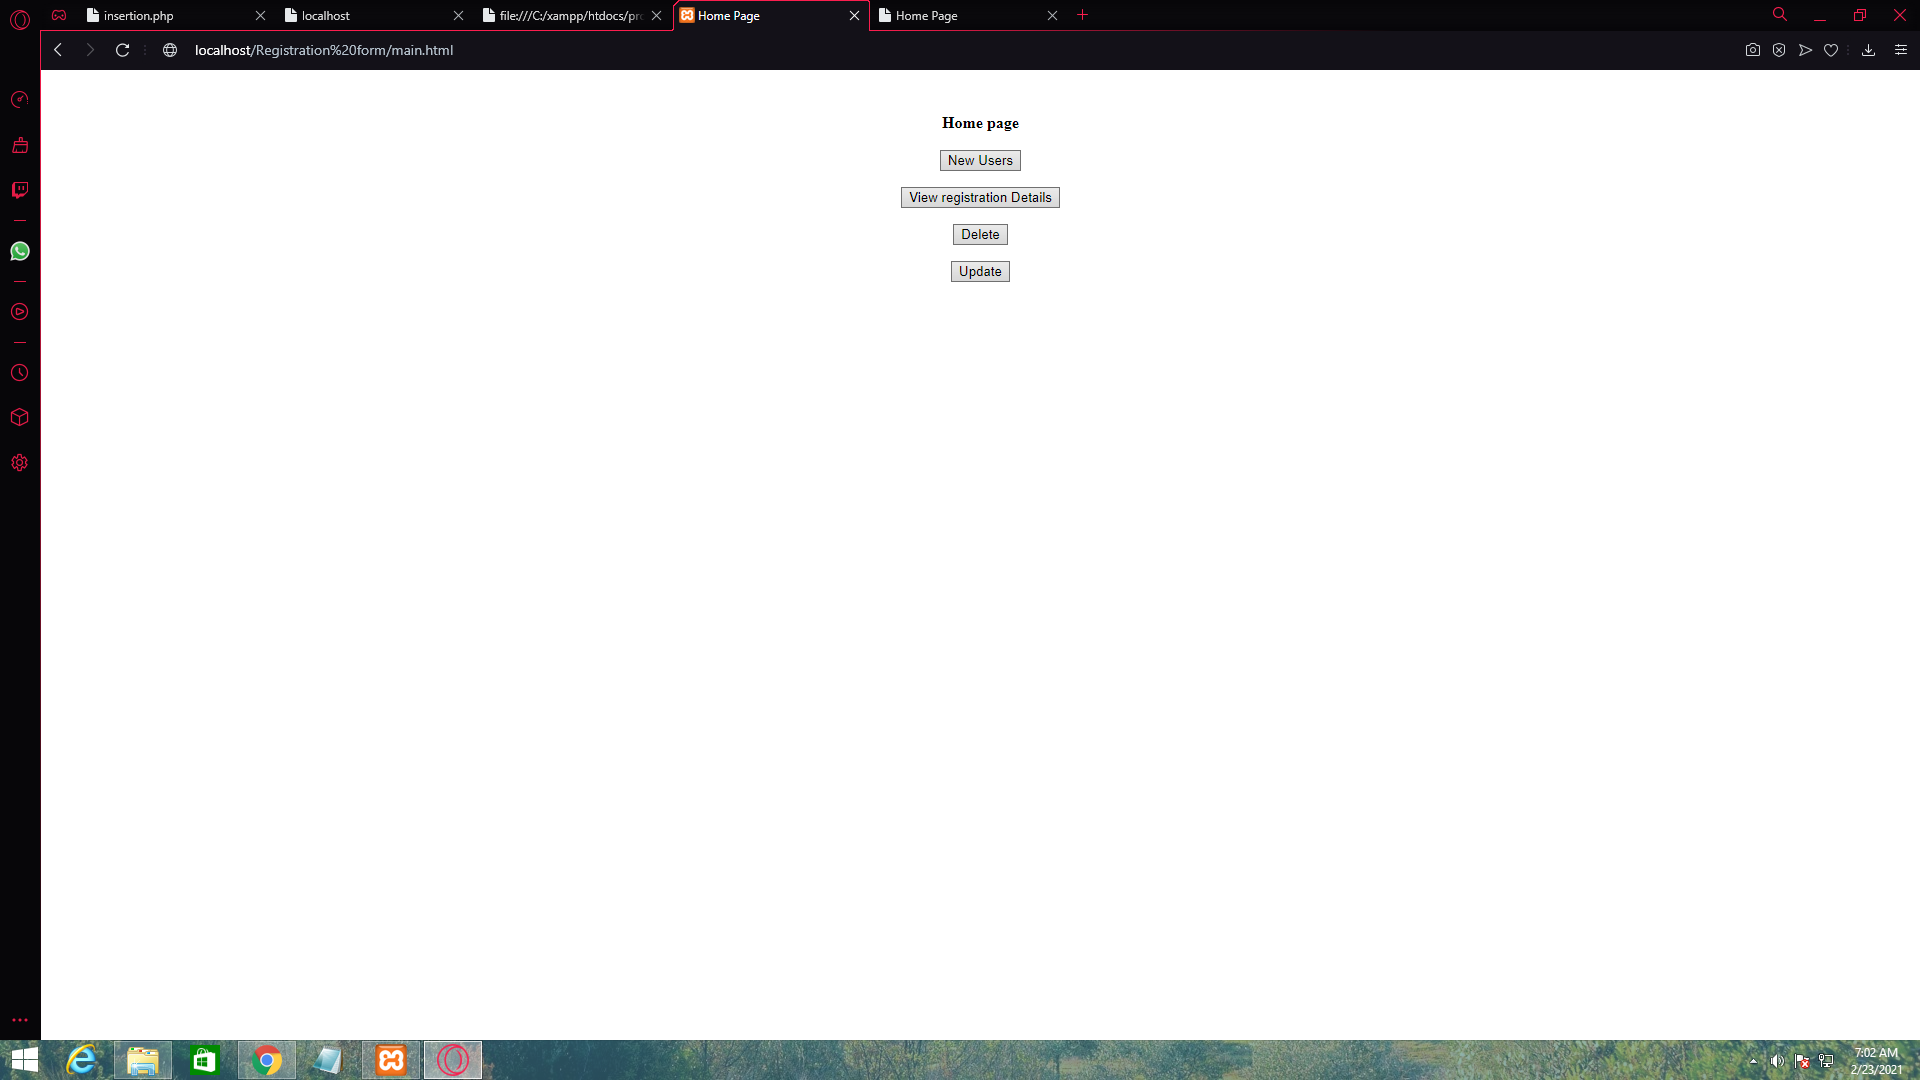 insertion.php
localhost
file:///C:/xampp/htdocs/pr
Home Page
Home Page
localhost/Registration%20form/main.html
Home page
New Users
View registration Details
Delete
Update
7:02 AM
2/23/2021